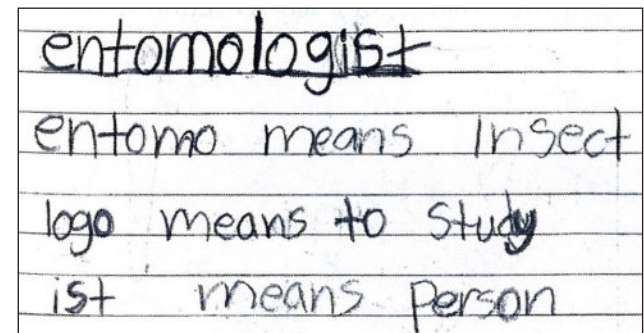 entomologist
entomo means Insect
logo means to study
ist means person